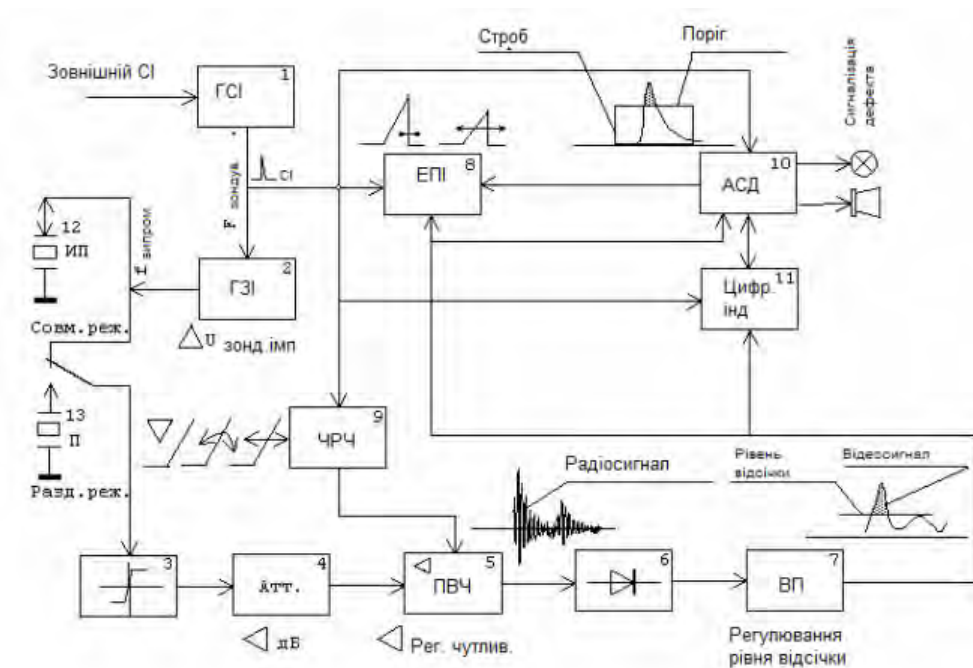 Строб
Поріг
Зовнішній СІ
ГСІ
1
Сигналізація
дефекта
ЕПІ
8
10
АСД
СІ
F зондув.
12
ИП
f випром.
2
ГЗІ
11
Цифр.
інд
Совм.реж.
U зонд.імп
13
П
9
ЧРЧ
Радіосигнал
Рівень
відсічки
Відеосигнал
Разд.реж.
3
4
Атт.
5
ПВЧ
6
7
ВП
дБ
Рег. чутлив.
Регулювання
рівня відсічки